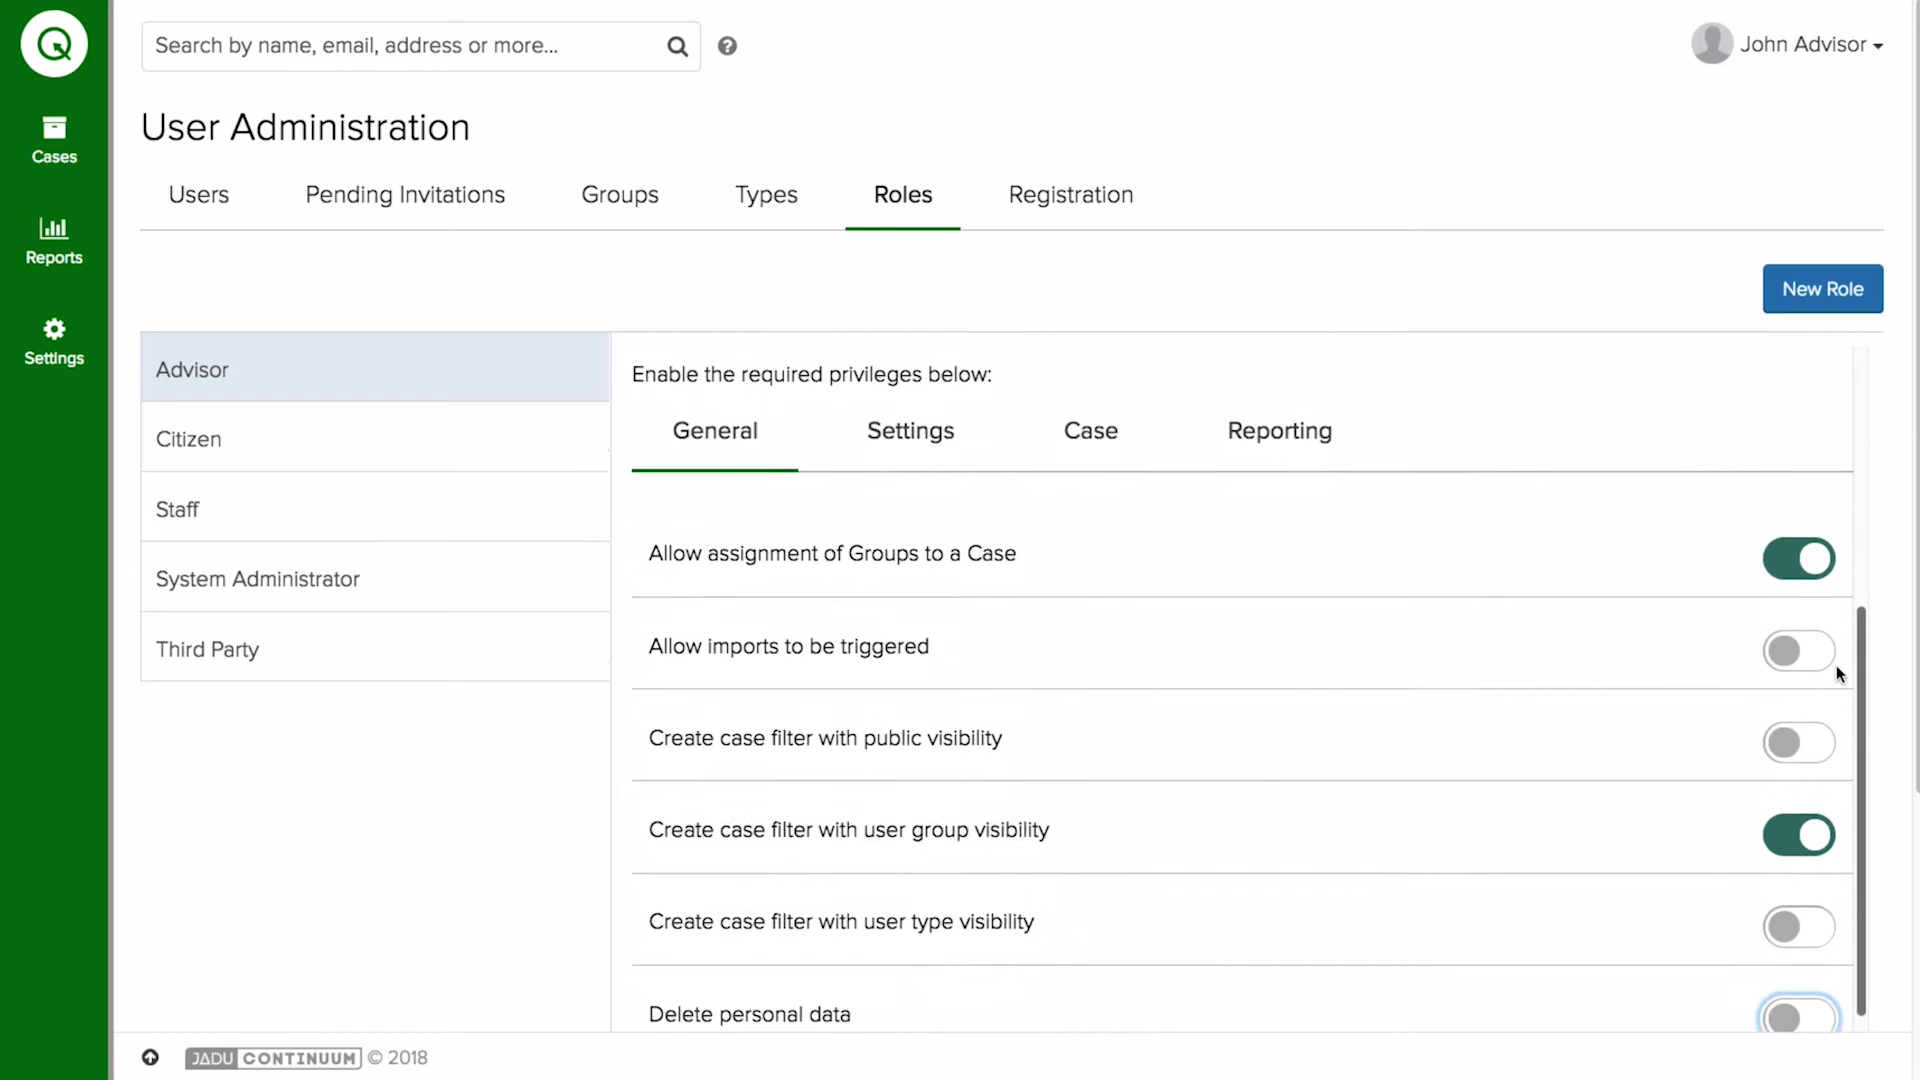 Search by name, email, address or more...
?
John Advisor
Cases
Reports
Settings
User Administration
Users
Pending Invitations
Groups
Types
Roles
Registration
New Role
Advisor
Citizen
Staff
System Administrator
Third Party
Enable the required privileges below:
General
Settings
Case
Reporting
Allow assignment of Groups to a Case
Allow imports to be triggered
Create case filter with public visibility
Create case filter with user group visibility
Create case filter with user type visibility
Delete personal data
JADU CONTINUUM © 2018